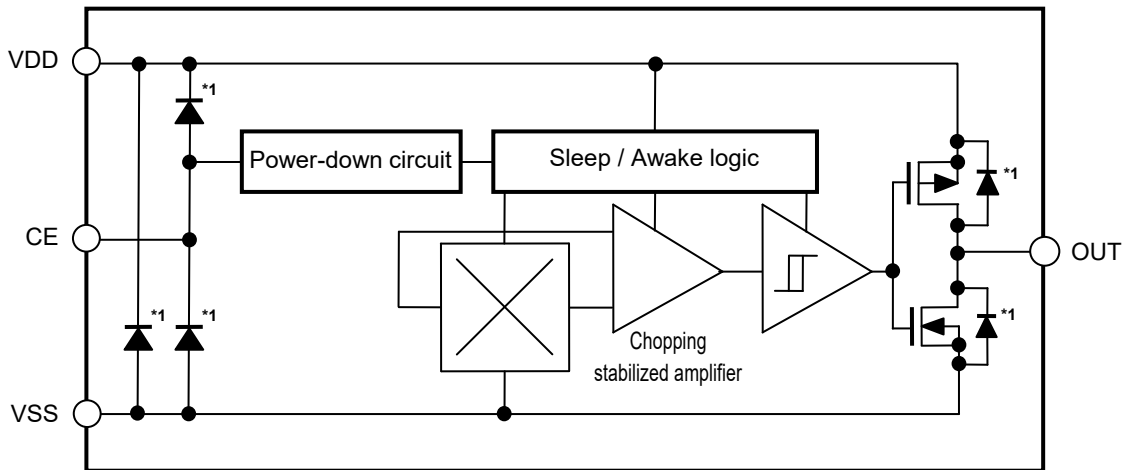 VDD
*1
Power-down circuit
Sleep / Awake logic
*1
CE
OUT
*1
*1
*1
Chopping
stabilized amplifier
VSS